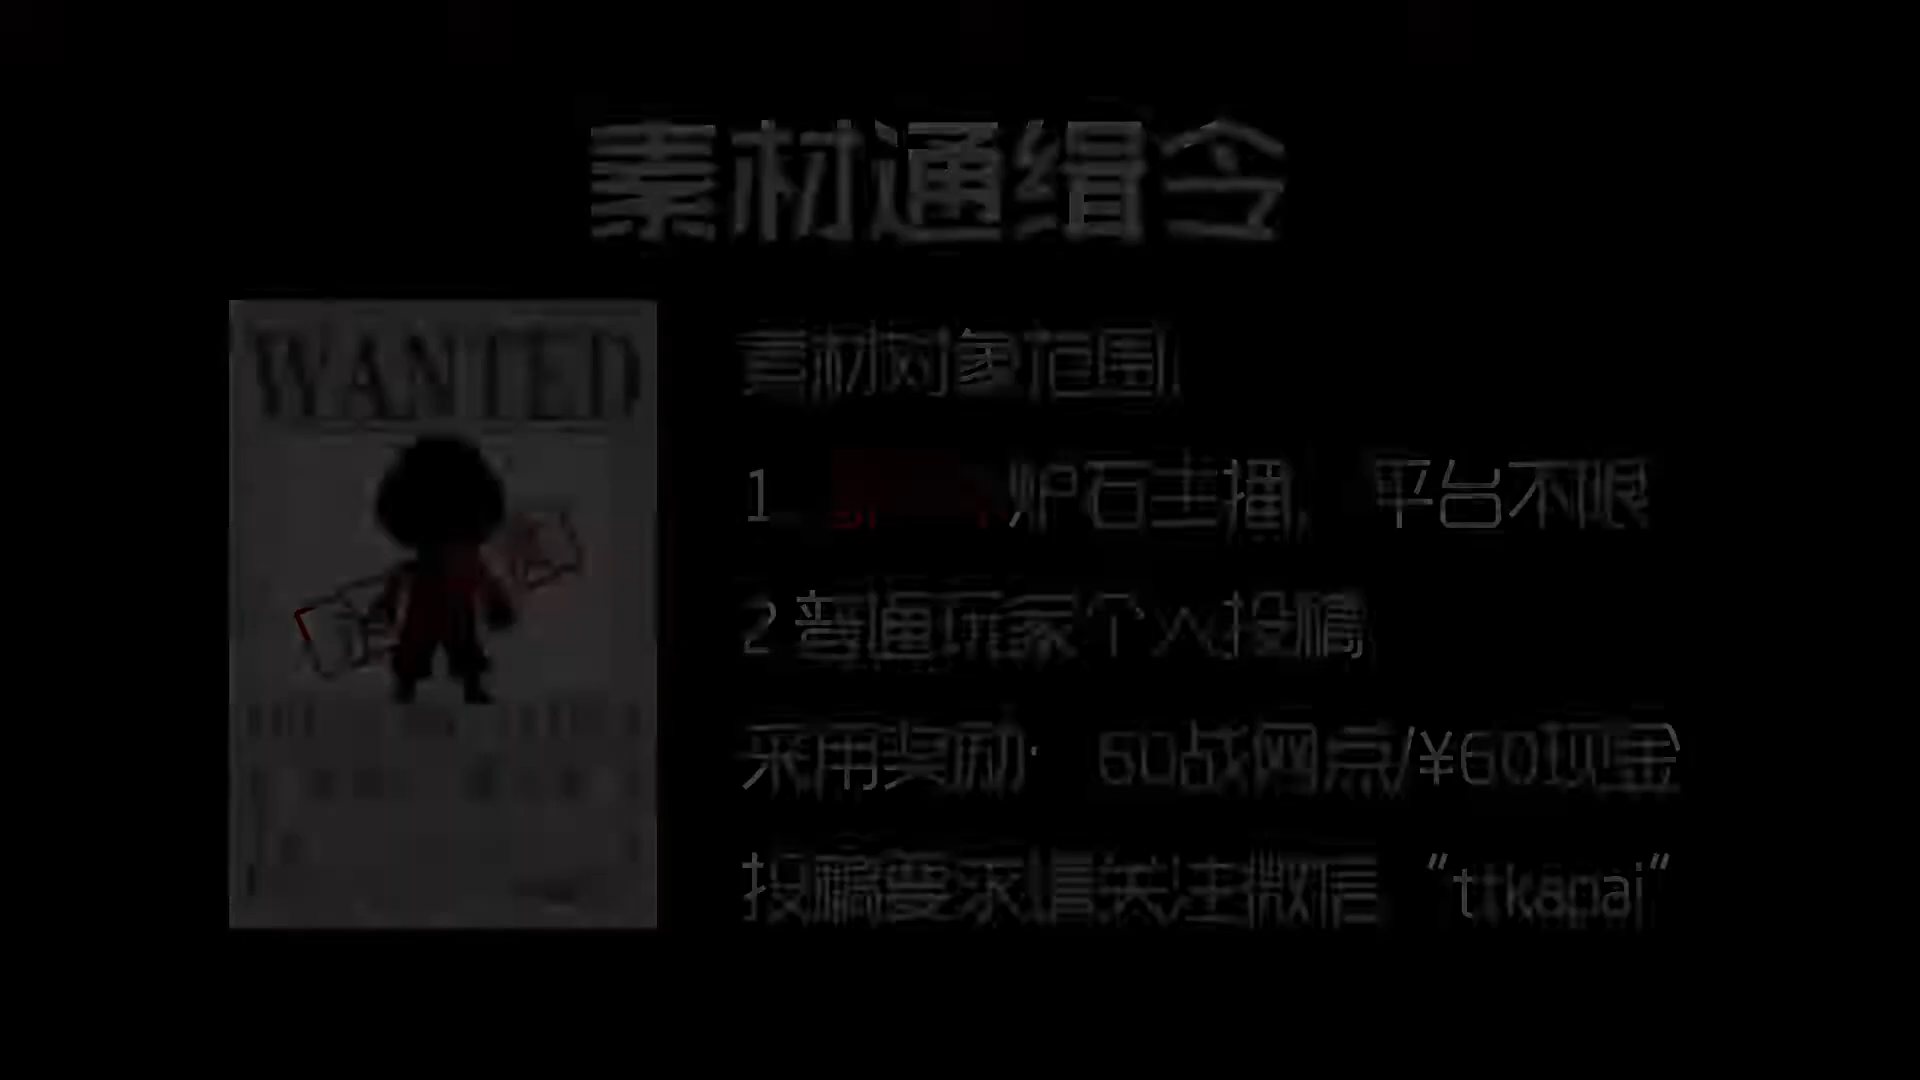 素材通缉令
WANTED
素材对象范围:
1. 炉石主播, 平台不限
2.普通玩家个人投稿
采用奖励: 60战网点/¥60现金
投稿要求请关注微信 “ttkapai“